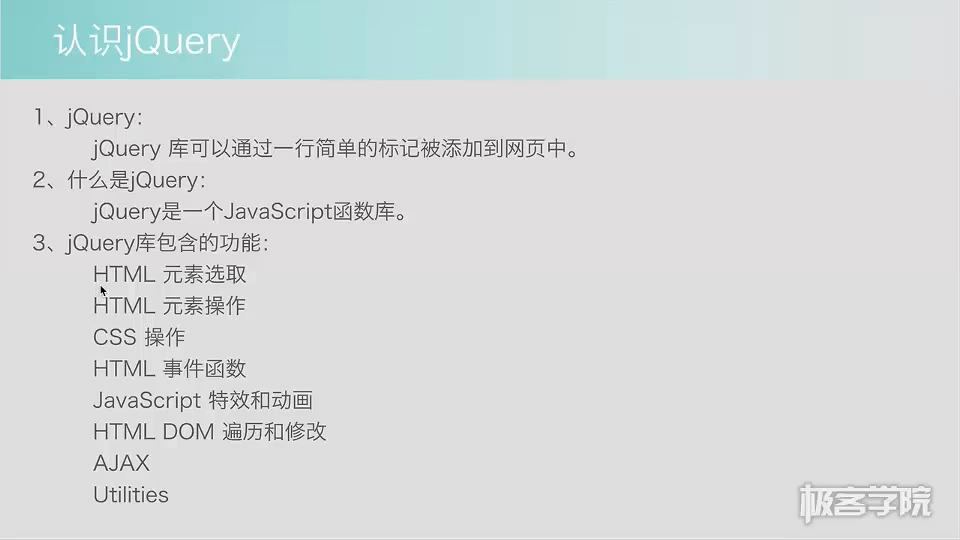 认识jQuery
1、jQuery：
jQuery 库可以通过一行简单的标记被添加到网页中。
2、什么是jQuery：
jQuery是一个JavaScript函数库。
3、jQuery库包含的功能：
HTML 元素选取
HTML 元素操作
CSS 操作
HTML 事件函数
JavaScript 特效和动画
HTML DOM 遍历和修改
AJAX
Utilities
极客学院